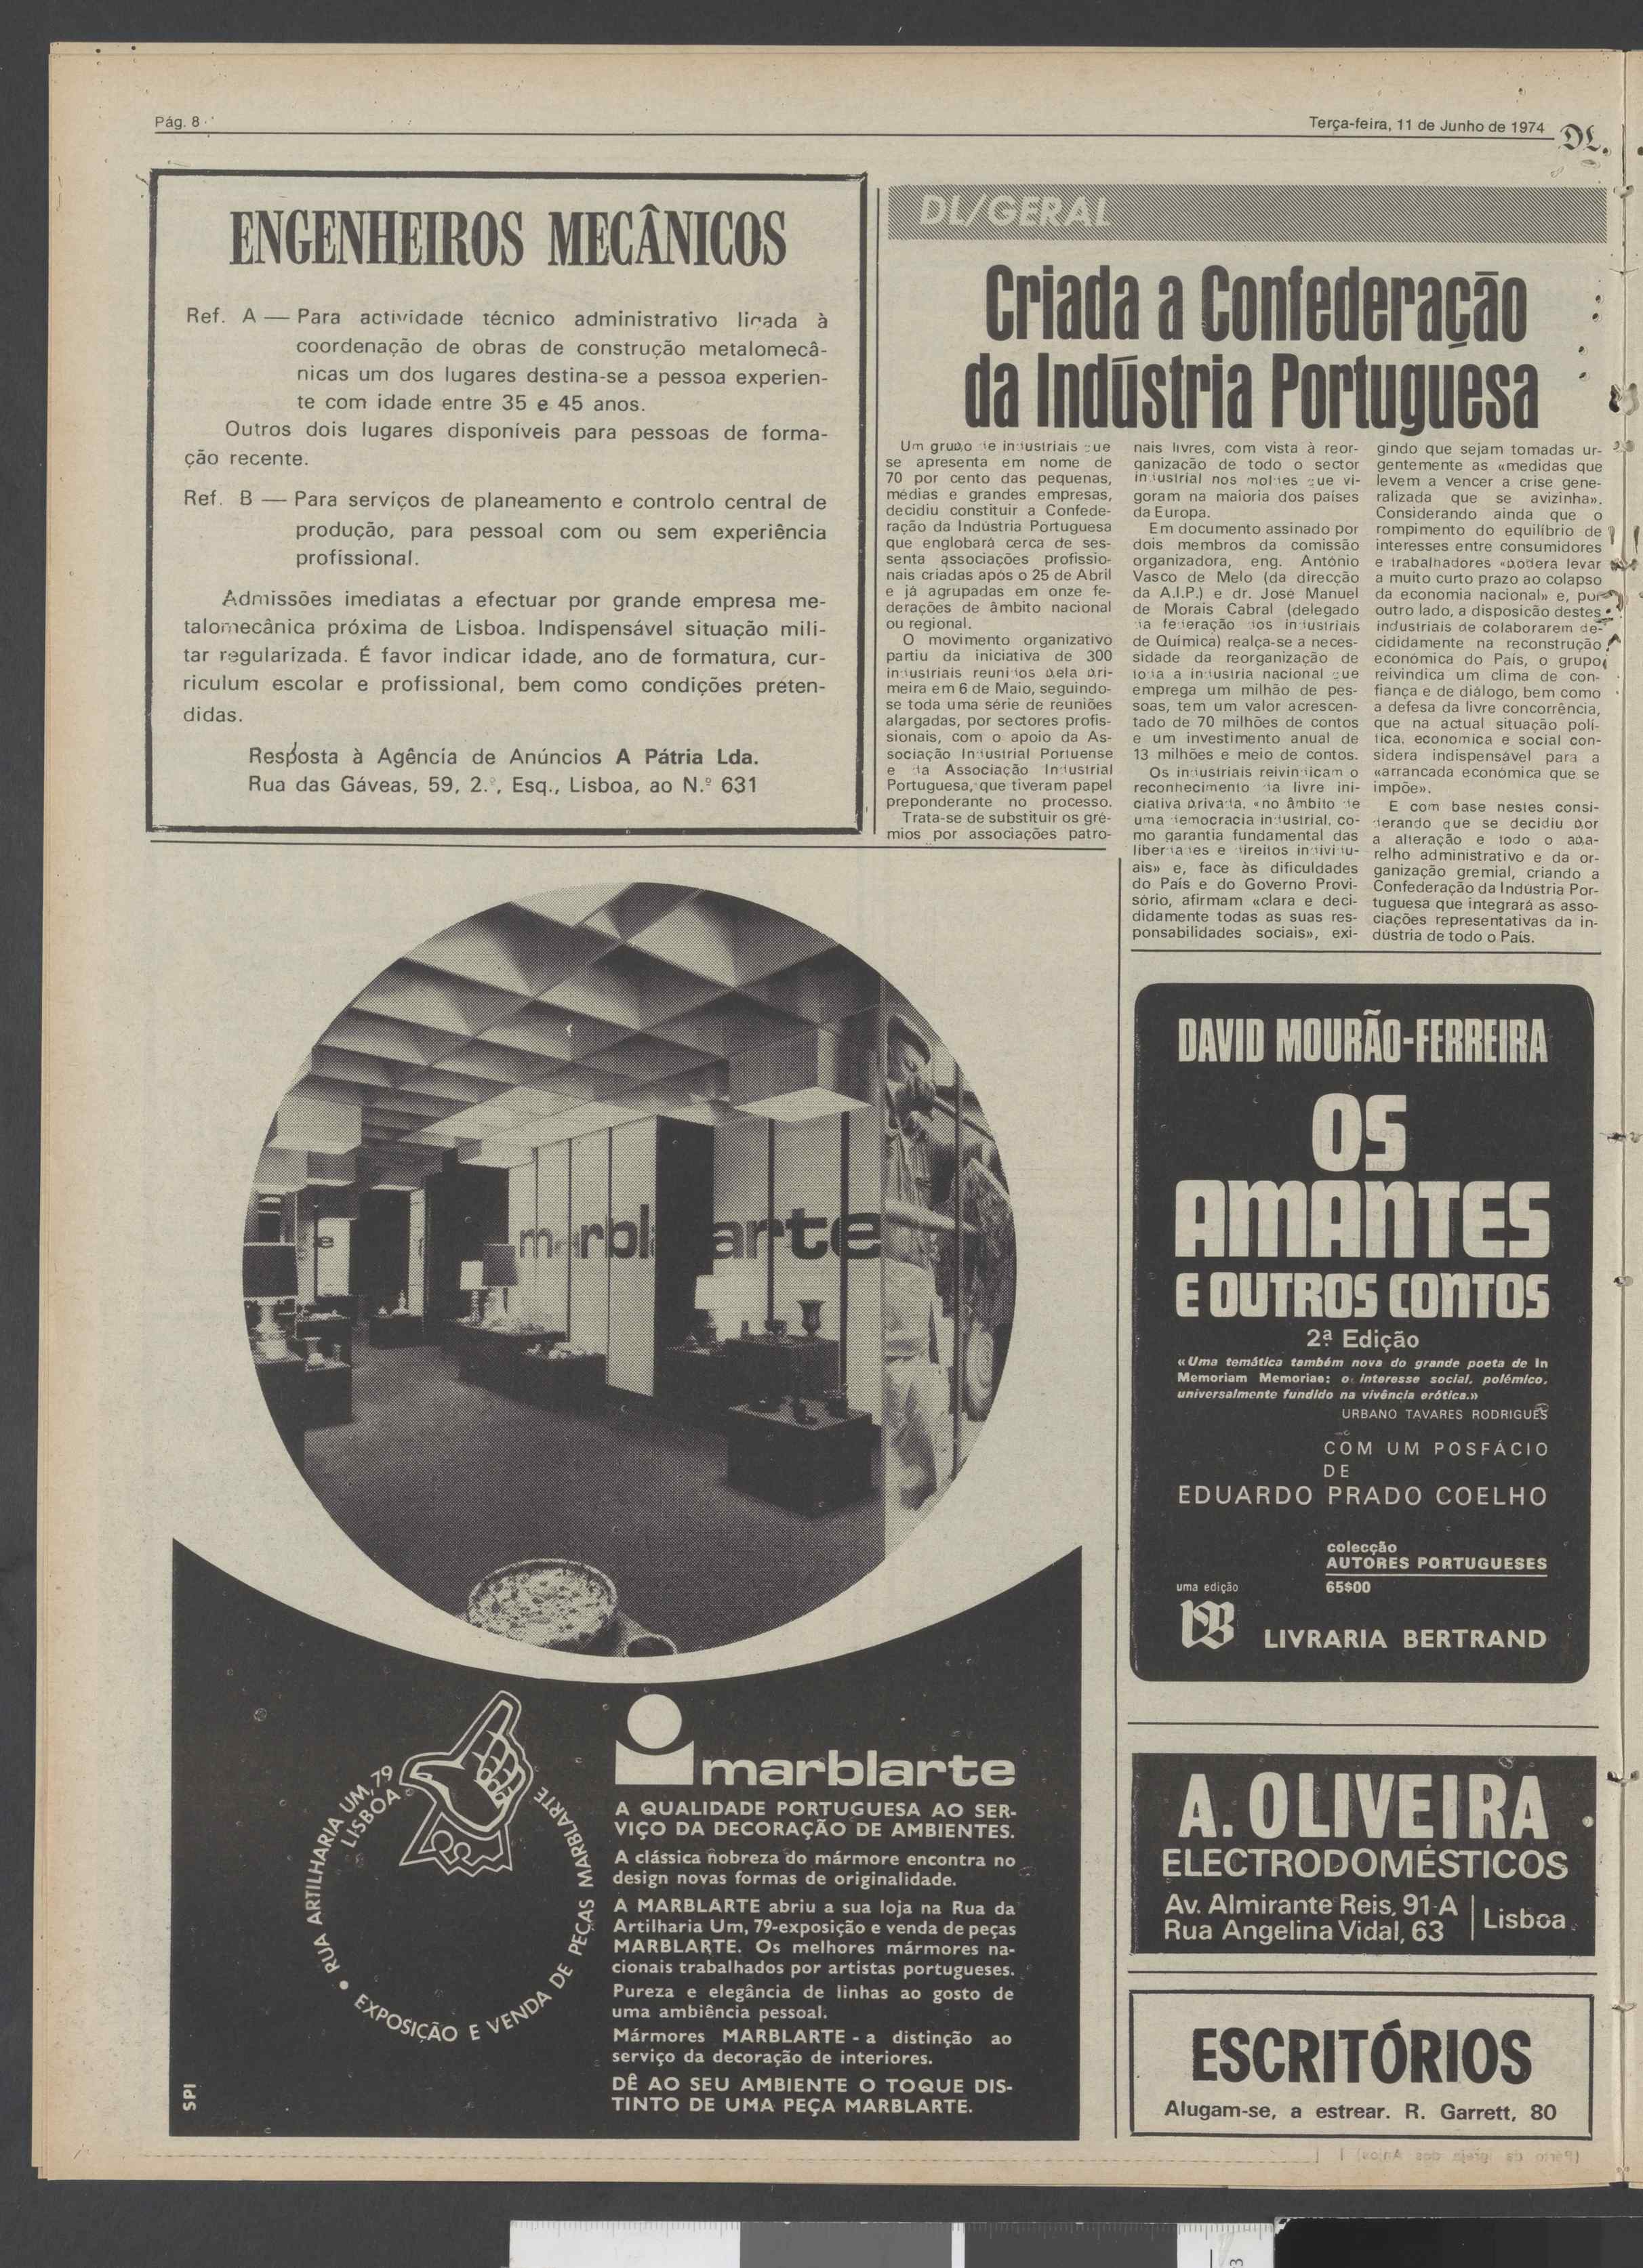 Pág. 8
Terça-feira, 11 de Junho de 1974
DL.
ENGENHEIROS MECÂNICOS
Ref. A — Para actividade técnico administrativo ligada à
coordenação de obras de construção metalomecâ-
nicas um dos lugares destina-se a pessoa experien-
te com idade entre 35 e 45 anos.
Outros dois lugares disponíveis para pessoas de forma-
ção recente.
Ref. B — Para serviços de planeamento e controlo central de
produção, para pessoal com ou sem experiência
profissional.
Admissões imediatas a efectuar por grande empresa me-
talomecânica próxima de Lisboa. Indispensável situação mili-
tar regularizada. É favor indicar idade, ano de formatura, cur-
riculum escolar e profissional, bem como condições preten-
didas.
Resposta à Agência de Anúncios A Pátria Lda.
Rua das Gáveas, 59, 2.º, Esq., Lisboa, ao N.º 631
DL/GERAL
Criada a Confederação
da Indústria Portuguesa
Um grupo de industriais que
se apresenta em nome de
70 por cento das pequenas,
médias e grandes empresas,
decidiu constituir a Confede-
ração da Indústria Portuguesa
que englobará cerca de ses-
senta associações profissio-
nais criadas após o 25 de Abril
e já agrupadas em onze fe-
derações de âmbito nacional
ou regional.
O movimento organizativo
partiu da iniciativa de 300
industriais reunidos pela pri-
meira em 6 de Maio, seguindo-
se toda uma série de reuniões
alargadas, por sectores profis-
sionais, com o apoio da As-
sociação Industrial Portuense
e da Associação Industrial
Portuguesa, que tiveram papel
preponderante no processo.
Trata-se de substituir os gré-
mios por associações patro-
nais livres, com vista à reor-
ganização de todo o sector
industrial nos moldes que vi-
goram na maioria dos países
da Europa.
Em documento assinado por
dois membros da comissão
organizadora, eng. António
Vasco de Melo (da direcção
da A.I.P.) e dr. José Manuel
de Morais Cabral (delegado
da federação dos industriais
de Química) realça-se a neces-
sidade da reorganização de
toda a industria nacional que
emprega um milhão de pes-
soas, tem um valor acrescen-
tado de 70 milhões de contos
e um investimento anual de
13 milhões e meio de contos.
Os industriais reivindicam o
reconhecimento da livre ini-
ciativa privada, «no âmbito de
uma democracia industrial, co-
mo garantia fundamental das
liberdades e direitos individu-
ais» e, face às dificuldades
do País e do Governo Provi-
sório, afirmam «clara e deci-
didamente todas as suas res-
ponsabilidades sociais», exi-
gindo que sejam tomadas ur-
gentemente as «medidas que
levem a vencer a crise gene-
ralizada que se avizinha».
Considerando ainda que o
rompimento do equilíbrio de
interesses entre consumidores
e trabalhadores «podera levar
a muito curto prazo ao colapso
da economia nacional» e, por
outro lado, a disposicão destes
industriais de colaborarem de-
cididamente na reconstrução
económica do País, o grupo
reivindica um clima de con-
fiança e de diálogo, bem como
a defesa da livre concorrência,
que na actual situação poli-
tica, economica e social con-
sidera indispensável para a
«arrancada económica que se
impõe».
E com base nestes consi-
derando que se decidiu por
a alteração e todo o apa-
relho administrativo e da or-
ganização gremial, criando a
Confederação da Indústria Por-
tuguesa que integrará as asso-
ciações representativas da in-
dústria de todo o País.
marbl arte
RUA ARTILHARIA UM, 79
LISBOA
• EXPOSIÇÃO E VENDA DE PEÇAS MARBLARTE
SPI
marblarte
A QUALIDADE PORTUGUESA AO SER-
VIÇO DA DECORAÇÃO DE AMBIENTES.
A clássica nobreza do mármore encontra no
design novas formas de originalidade.
A MARBLARTE abriu a sua loja na Rua da
Artilharia Um, 79-exposição e venda de peças
MARBLARTE. Os melhores mármores na-
cionais trabalhados por artistas portugueses.
Pureza e elegância de linhas ao gosto de
uma ambiência pessoal.
Mármores MARBLARTE - a distinção ao
serviço da decoração de interiores.
DÊ AO SEU AMBIENTE O TOQUE DIS-
TINTO DE UMA PEÇA MARBLARTE.
DAVID MOURÃO-FERREIRA
OS
AMANTES
E OUTROS CONTOS
2ª Edição
«Uma temática também nova do grande poeta de In
Memoriam Memoriae: o interesse social, polémico,
universalmente fundido na vivência erótica.»
URBANO TAVARES RODRIGUES
COM UM POSFÁCIO
DE
EDUARDO PRADO COELHO
colecção
AUTORES PORTUGUESES
65$00
uma edição
LIVRARIA BERTRAND
A. OLIVEIRA
ELECTRODOMÉSTICOS
Av. Almirante Reis, 91-A
Rua Angelina Vidal, 63
Lisboa
ESCRITÓRIOS
Alugam-se, a estrear. R. Garrett, 80